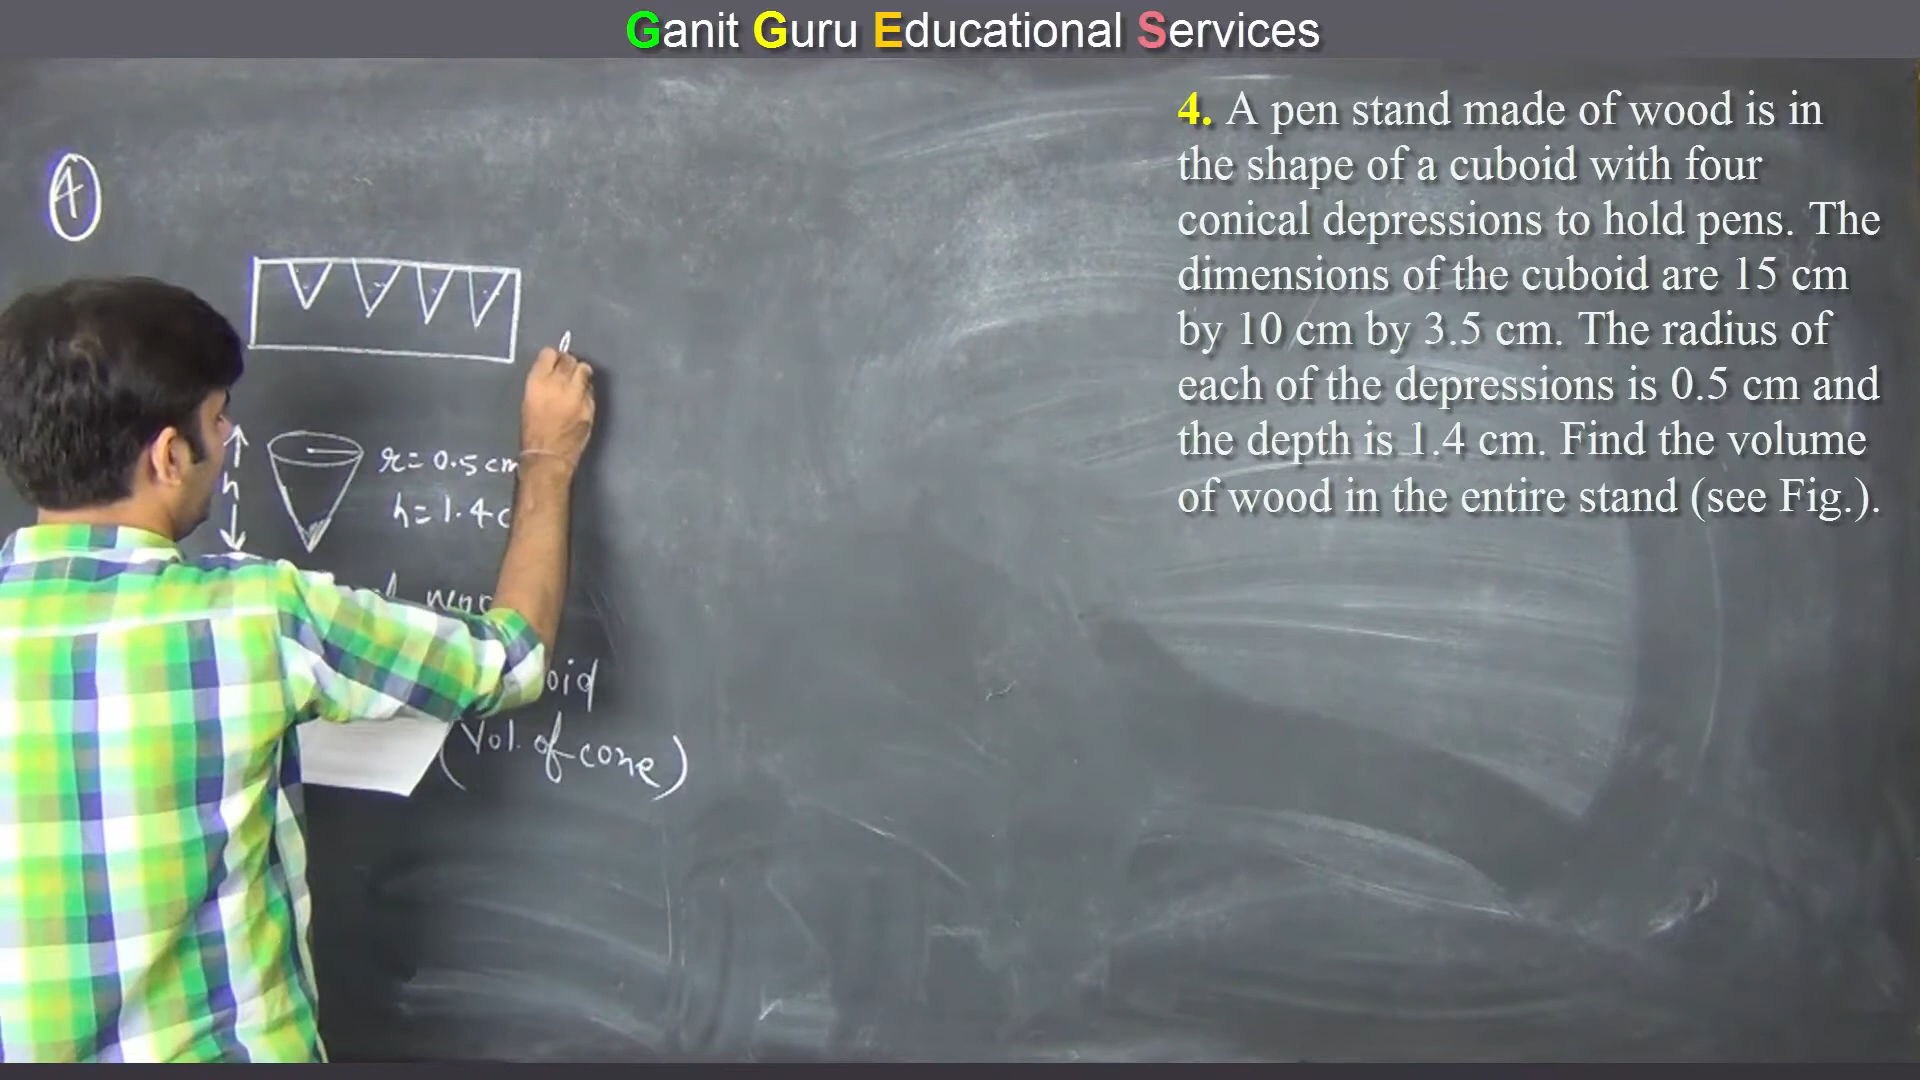 Ganit Guru Educational Services
4. A pen stand made of wood is in
the shape of a cuboid with four
conical depressions to hold pens. The
dimensions of the cuboid are 15 cm
by 10 cm by 3.5 cm. The radius of
each of the depressions is 0.5 cm and
the depth is 1.4 cm. Find the volume
of wood in the entire stand (see Fig.).
4
h
r = 0.5 cm
h = 1.4 c
oid
(Vol. of cone)